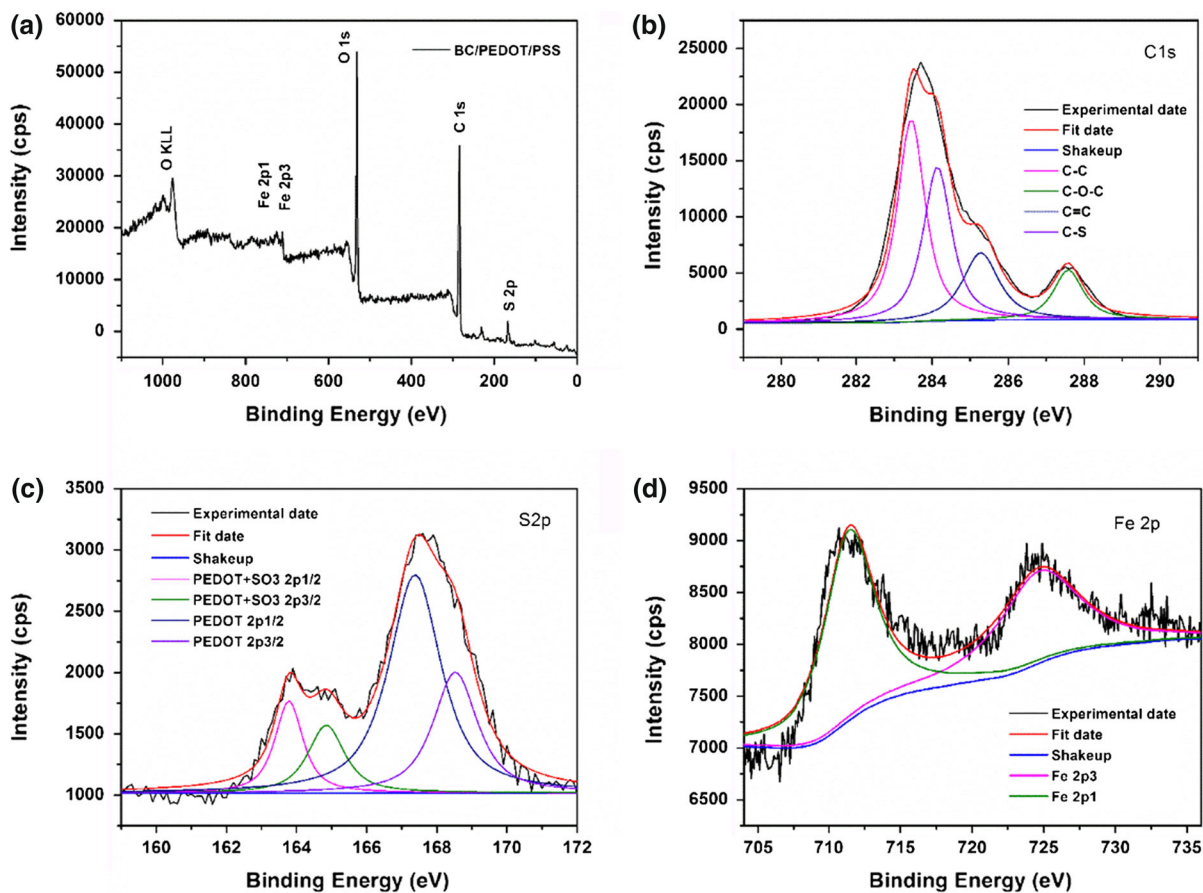 (a)
BC/PEDOT/PSS
O KLL
Fe 2p1
Fe 2p3
O 1s
C 1s
S 2p
60000
50000
40000
30000
20000
10000
0
Intensity (cps)
1000 800 600 400 200 0
Binding Energy (eV)
(b)
C1s
Experimental date
Fit date
Shakeup
C-C
C-O-C
C=C
C-S
25000
20000
15000
10000
5000
0
Intensity (cps)
280 282 284 286 288 290
Binding Energy (eV)
(c)
S2p
Experimental date
Fit date
Shakeup
PEDOT+SO3 2p1/2
PEDOT+SO3 2p3/2
PEDOT 2p1/2
PEDOT 2p3/2
3500
3000
2500
2000
1500
1000
Intensity (cps)
160 162 164 166 168 170 172
Binding Energy (eV)
(d)
Fe 2p
Experimental date
Fit date
Shakeup
Fe 2p3
Fe 2p1
9500
9000
8500
8000
7500
7000
6500
Intensity (cps)
705 710 715 720 725 730 735
Binding Energy (eV)